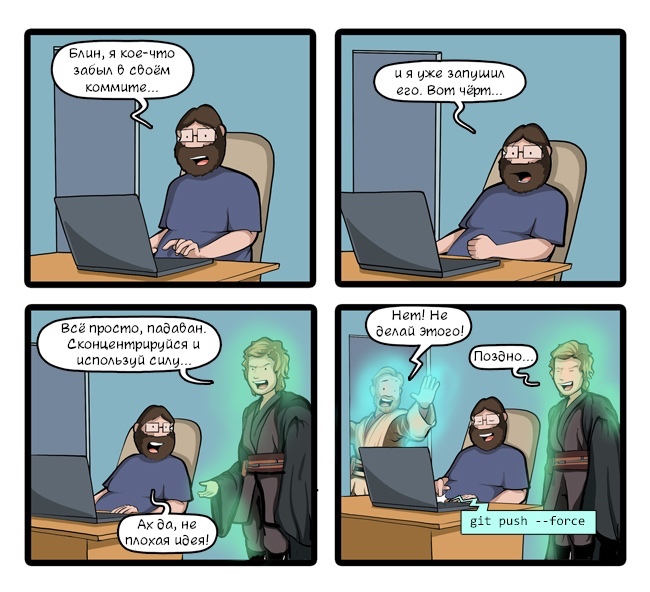 Блин, я кое-что
забыл в своём
коммите...
и я уже запушил
его. Вот чёрт...
Всё просто, падаван.
Сконцентрируйся и
используй силу...
Ах да, не
плохая идея!
Нет! Не
делай этого!
Поздно...
git push --force